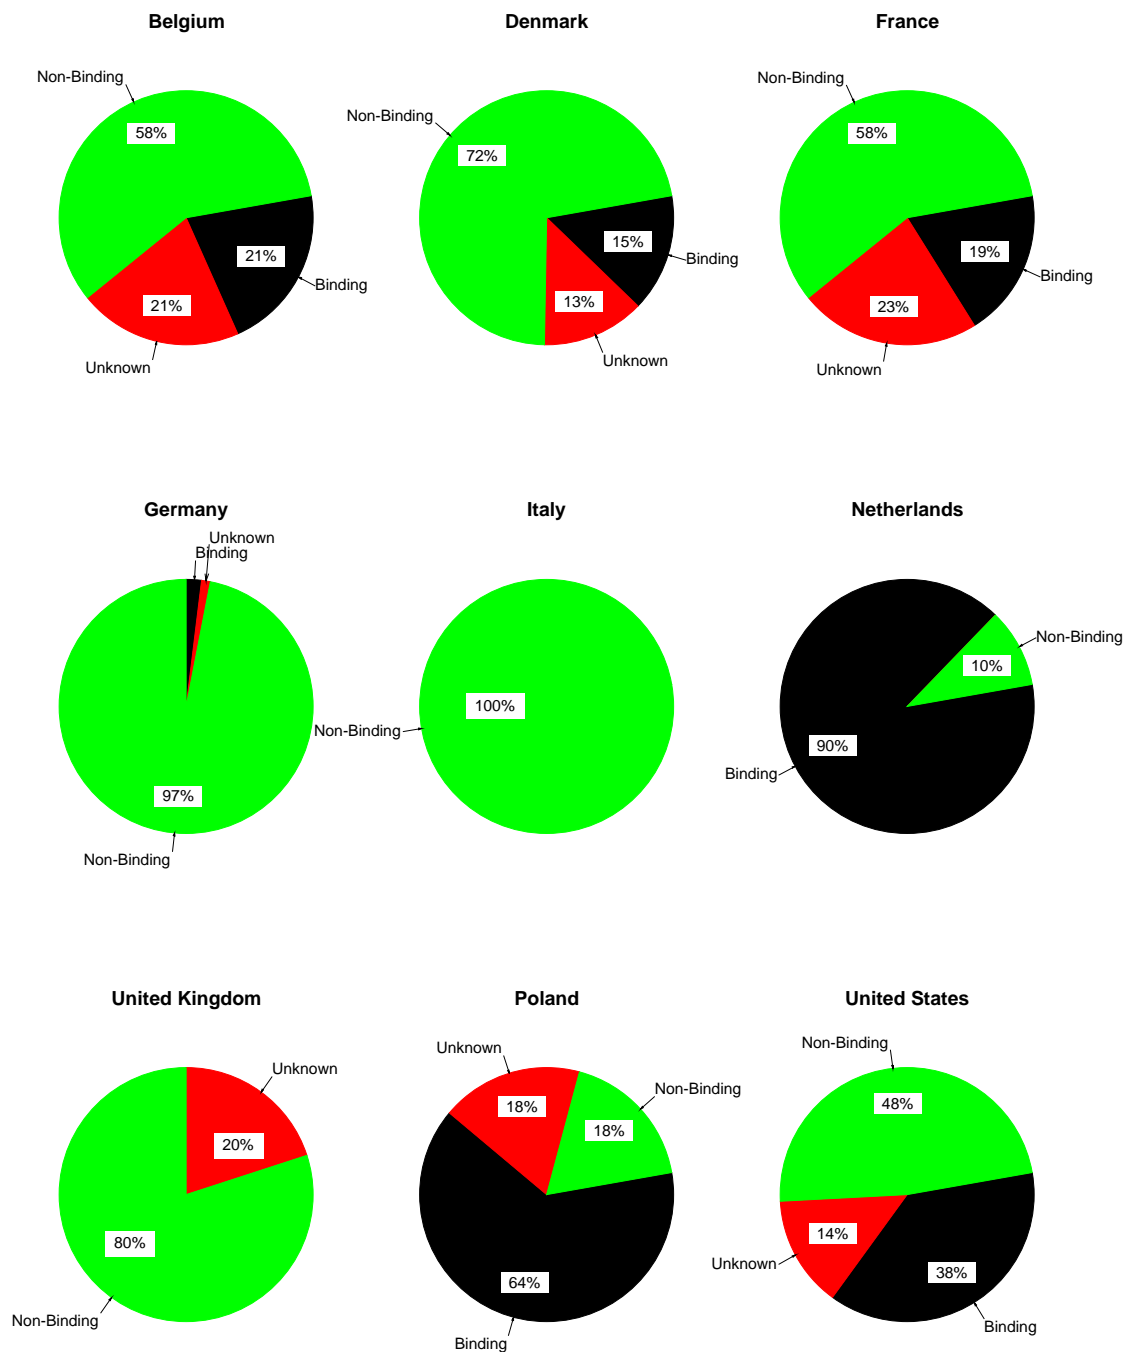 Belgium
Non-Binding
58%
21%
Binding
21%
Unknown
Denmark
Non-Binding
72%
15%
Binding
13%
Unknown
France
Non-Binding
58%
19%
Binding
23%
Unknown
Germany
Unknown
Binding
97%
Non-Binding
Italy
100%
Non-Binding
Netherlands
Non-Binding
10%
90%
Binding
United Kingdom
Unknown
20%
80%
Non-Binding
Poland
Unknown
18%
Non-Binding
18%
64%
Binding
United States
Non-Binding
48%
14%
Unknown
38%
Binding